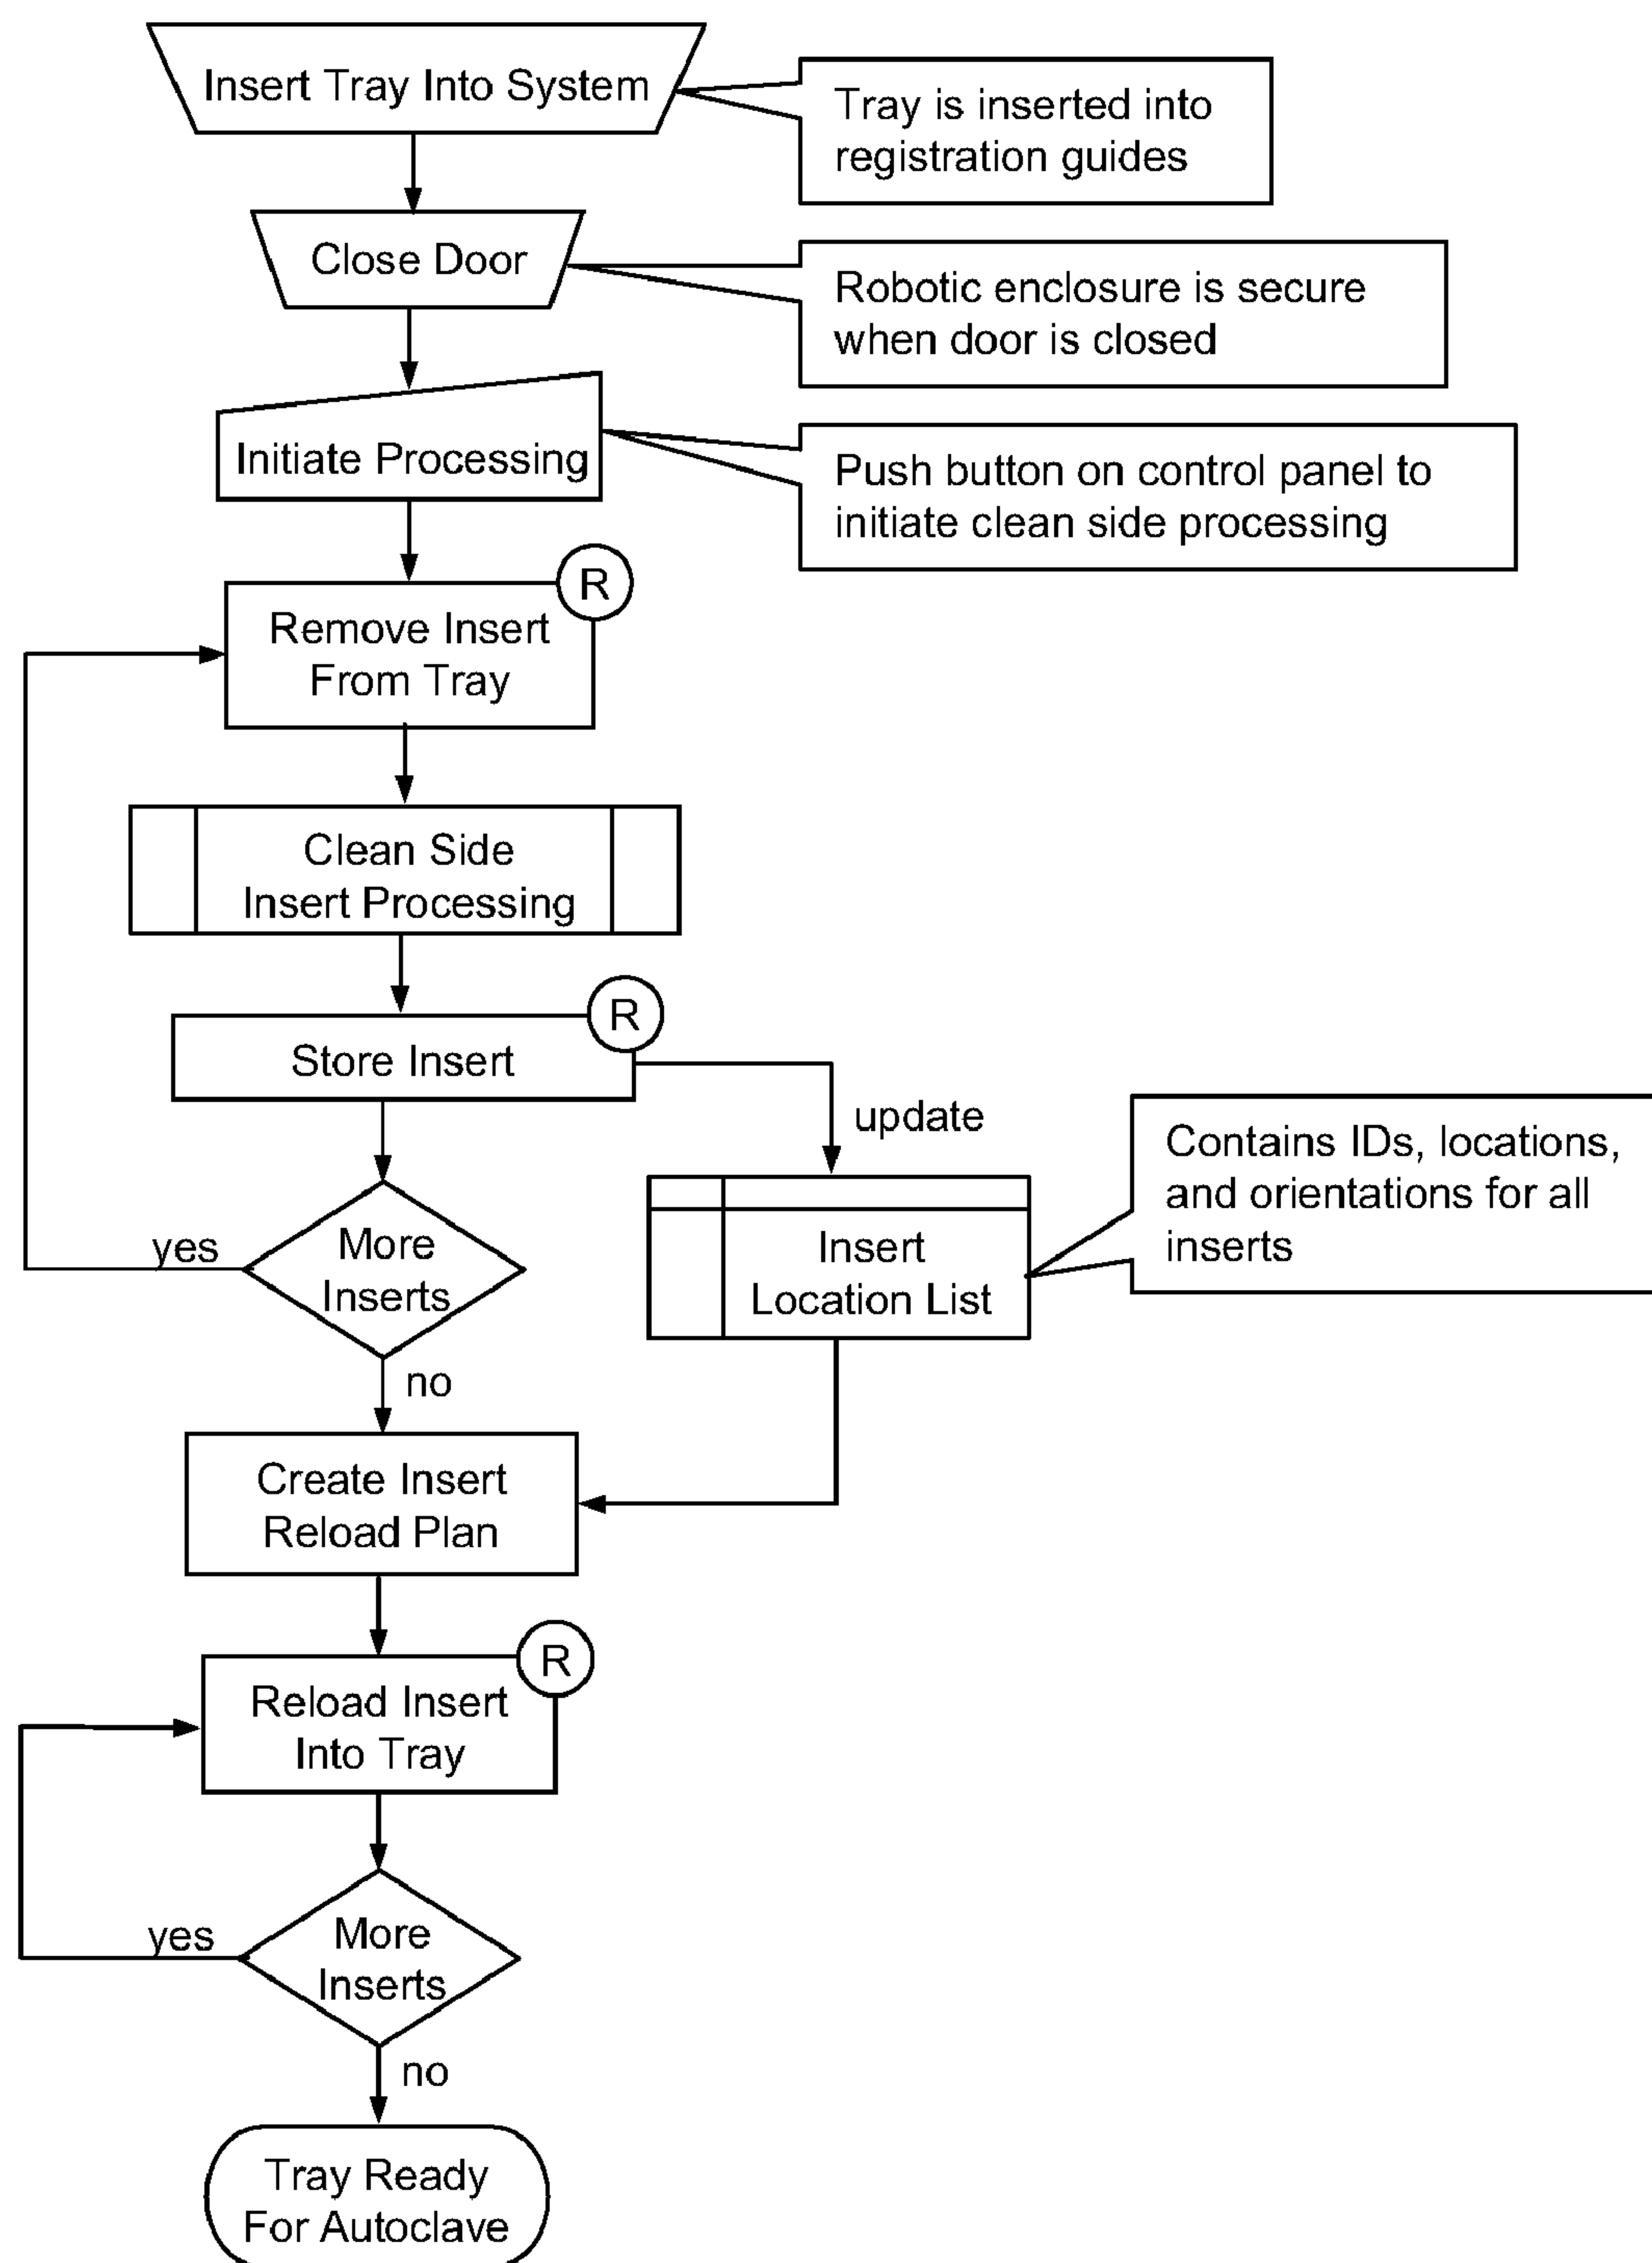 Insert Tray Into System
Tray is inserted into
registration guides
Close Door
Robotic enclosure is secure
when door is closed
Initiate Processing
Push button on control panel to
initiate clean side processing
R
Remove Insert
From Tray
Clean Side
Insert Processing
R
Store Insert
update
Contains IDs, locations,
and orientations for all
inserts
yes
More
Inserts
Insert
Location List
no
Create Insert
Reload Plan
R
Reload Insert
Into Tray
yes
More
Inserts
no
Tray Ready
For Autoclave